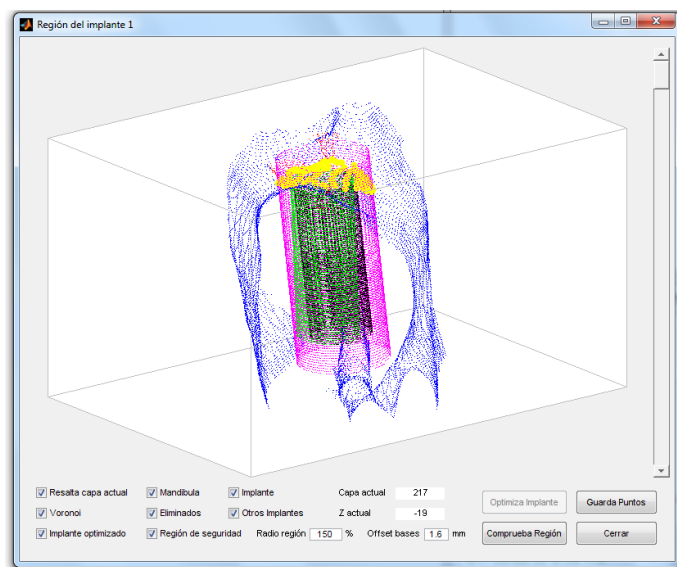 Región del implante 1
Resalta capa actual Mandíbula Implante Capa actual 217 Optimiza Implante Guarda Puntos
Voronoi Eliminados Otros Implantes Z actual -19
Implante optimizado Región de seguridad Radio región 150 % Offset bases 1.6 mm Comprueba Región Cerrar